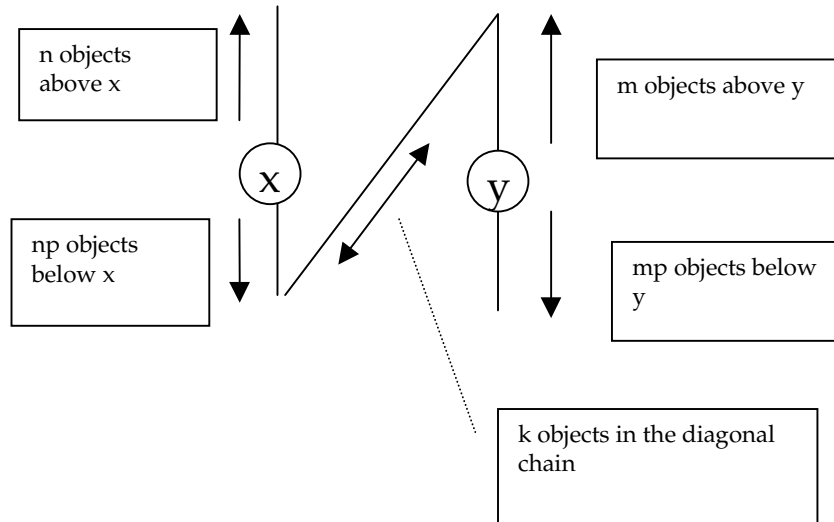 n objects
above x
m objects above y
x
y
np objects
below x
mp objects below
y
k objects in the diagonal
chain